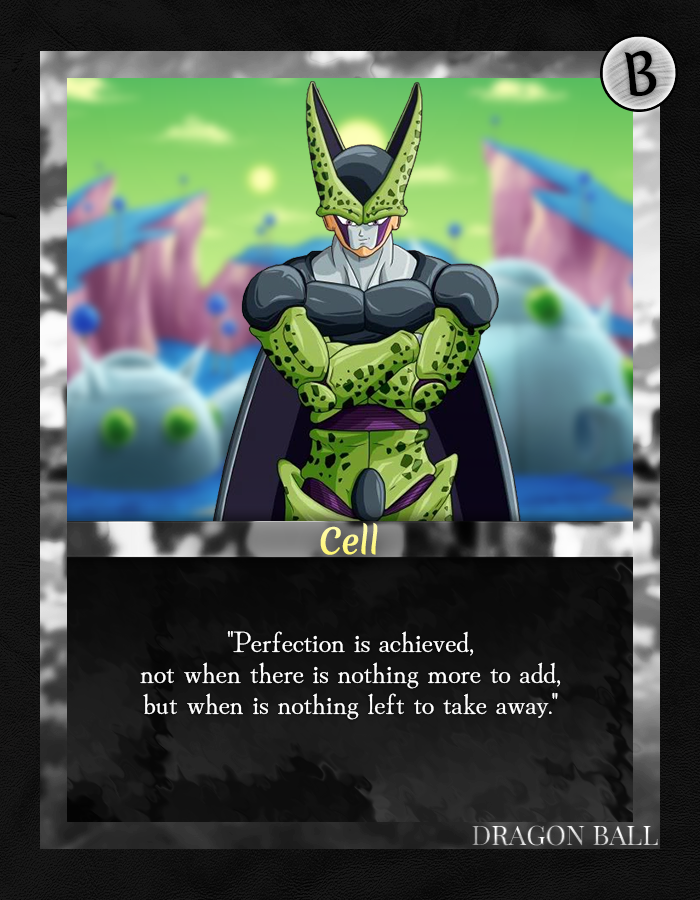 B
Cell
"Perfection is achieved,
not when there is nothing more to add,
but when is nothing left to take away."
DRAGON BALL